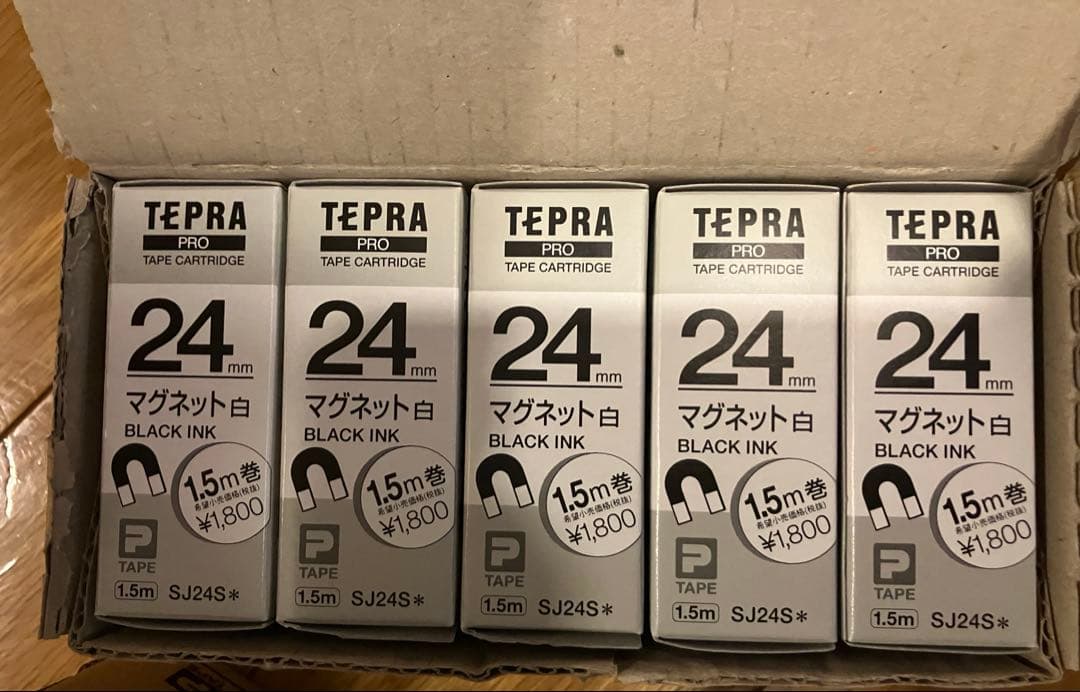 TEPRA
PRO
TAPE CARTRIDGE
24mm
マグネット白
BLACK INK
1.5m巻
希望小売価格(税抜)
¥1,800
P
TAPE
1.5m SJ24S*
TEPRA
PRO
TAPE CARTRIDGE
24mm
マグネット白
BLACK INK
1.5m巻
希望小売価格(税抜)
¥1,800
P
TAPE
1.5m SJ24S*
TEPRA
PRO
TAPE CARTRIDGE
24mm
マグネット白
BLACK INK
1.5m巻
希望小売価格(税抜)
¥1,800
P
TAPE
1.5m SJ24S*
TEPRA
PRO
TAPE CARTRIDGE
24mm
マグネット白
BLACK INK
1.5m巻
希望小売価格(税抜)
¥1,800
P
TAPE
1.5m SJ24S*
TEPRA
PRO
TAPE CARTRIDGE
24mm
マグネット白
BLACK INK
1.5m巻
希望小売価格(税抜)
¥1,800
P
TAPE
1.5m SJ24S*